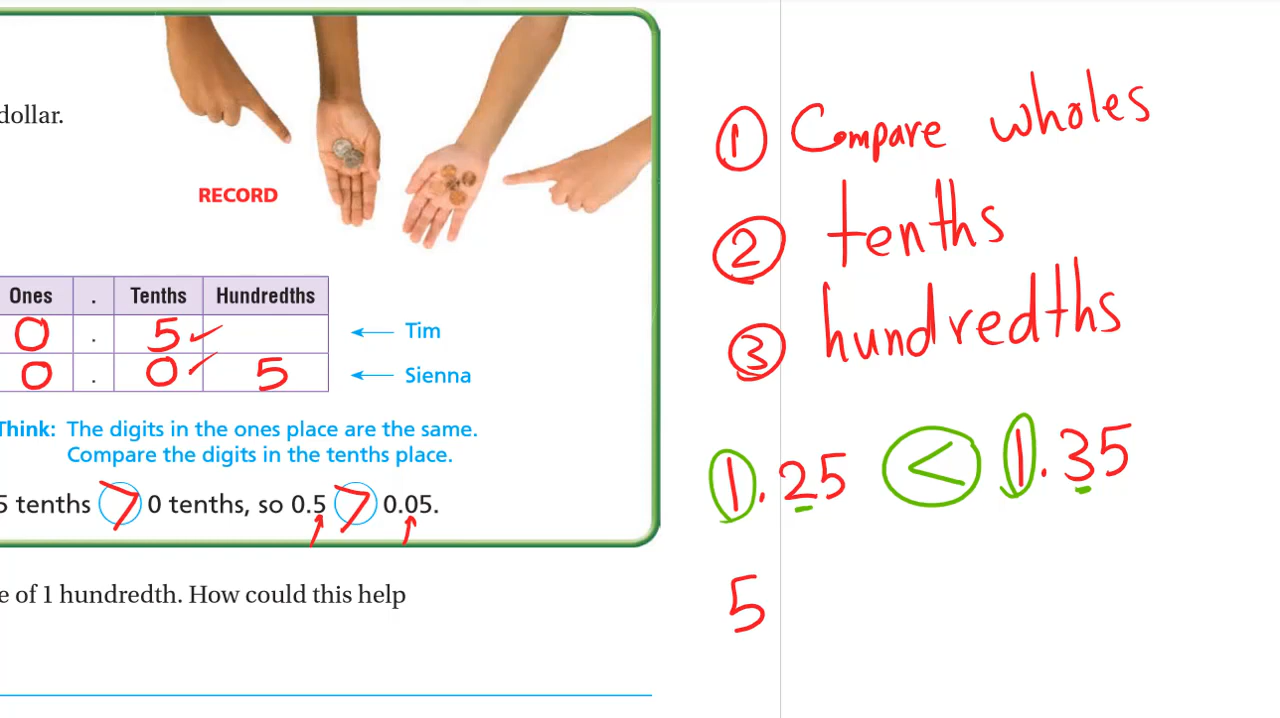 dollar.
RECORD
Ones . Tenths Hundredths
0 . 5 ✓ ← Tim
0 . 0 ✓ 5 ← Sienna
Think: The digits in the ones place are the same.
Compare the digits in the tenths place.
5 tenths > 0 tenths, so 0.5 > 0.05.
e of 1 hundredth. How could this help
① Compare wholes
② tenths
③ hundredths
1.25 < 1.35
5